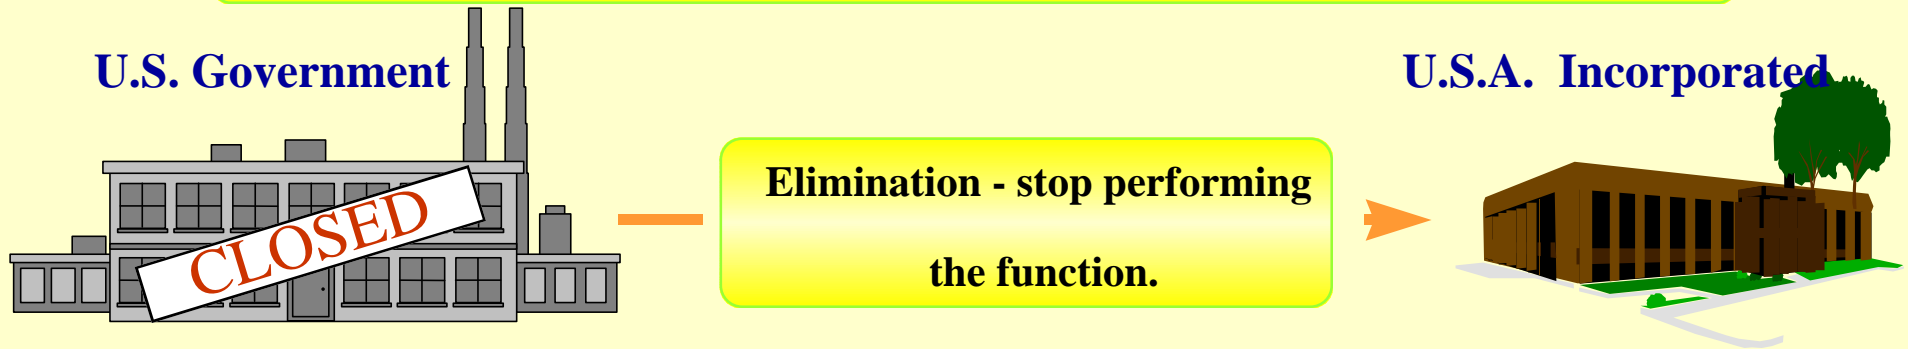 U.S. Government
U.S.A. Incorporated
CLOSED
Elimination - stop performing
the function.